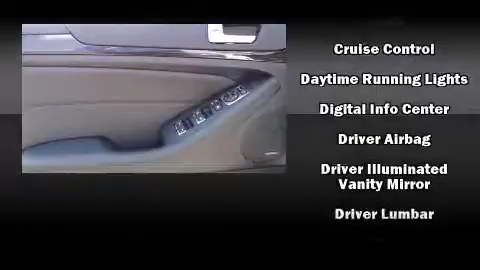 Cruise Control
Daytime Running Lights
Digital Info Center
Driver Airbag
Driver Illuminated
Vanity Mirror
Driver Lumbar